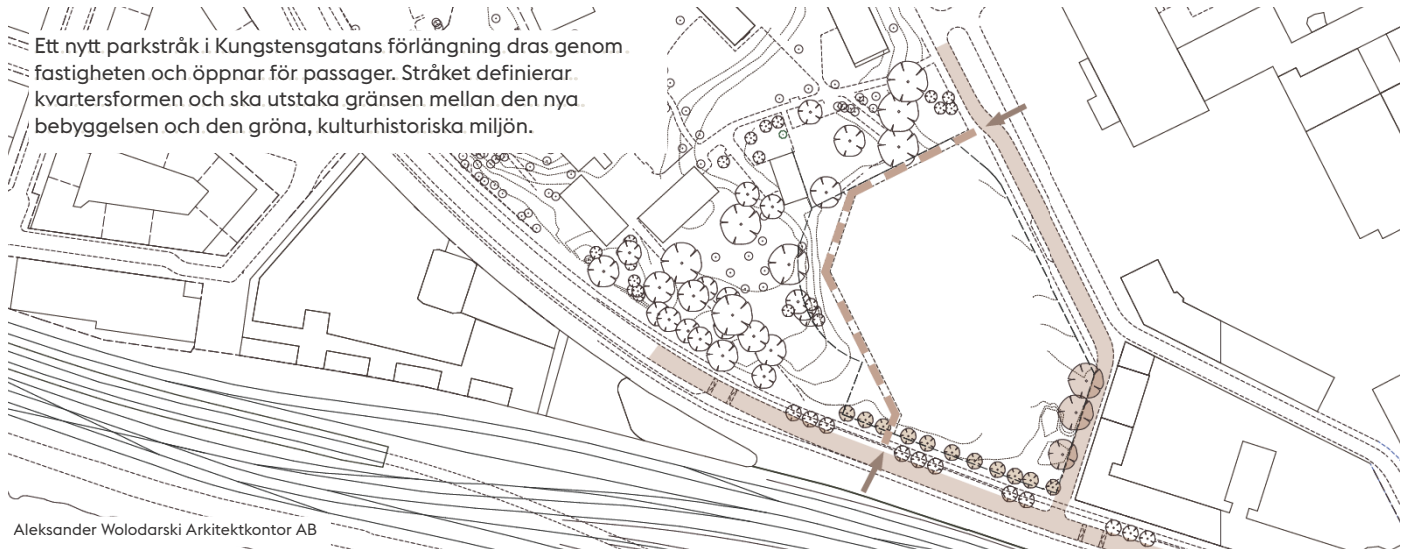 Ett nytt parkstråk i Kungstensgatans förlängning dras genom
fastigheten och öppnar för passager. Stråket definierar
kvartersformen och ska utstaka gränsen mellan den nya
bebyggelsen och den gröna, kulturhistoriska miljön.
Aleksander Wolodarski Arkitektkontor AB